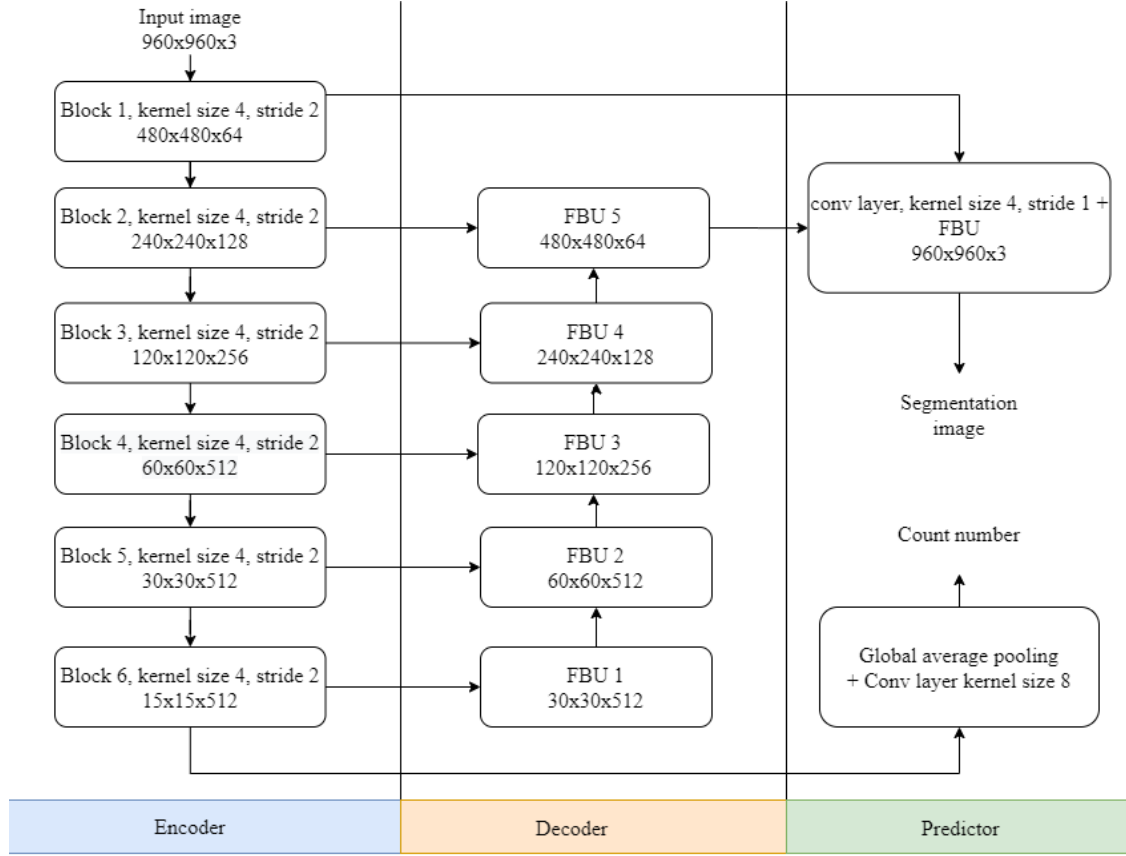 Input image
960x960x3
Block 1, kernel size 4, stride 2
480x480x64
Block 2, kernel size 4, stride 2
240x240x128
Block 3, kernel size 4, stride 2
120x120x256
Block 4, kernel size 4, stride 2
60x60x512
Block 5, kernel size 4, stride 2
30x30x512
Block 6, kernel size 4, stride 2
15x15x512
FBU 5
480x480x64
FBU 4
240x240x128
FBU 3
120x120x256
FBU 2
60x60x512
FBU 1
30x30x512
conv layer, kernel size 4, stride 1 +
FBU
960x960x3
Segmentation
image
Count number
Global average pooling
+ Conv layer kernel size 8
Encoder
Decoder
Predictor